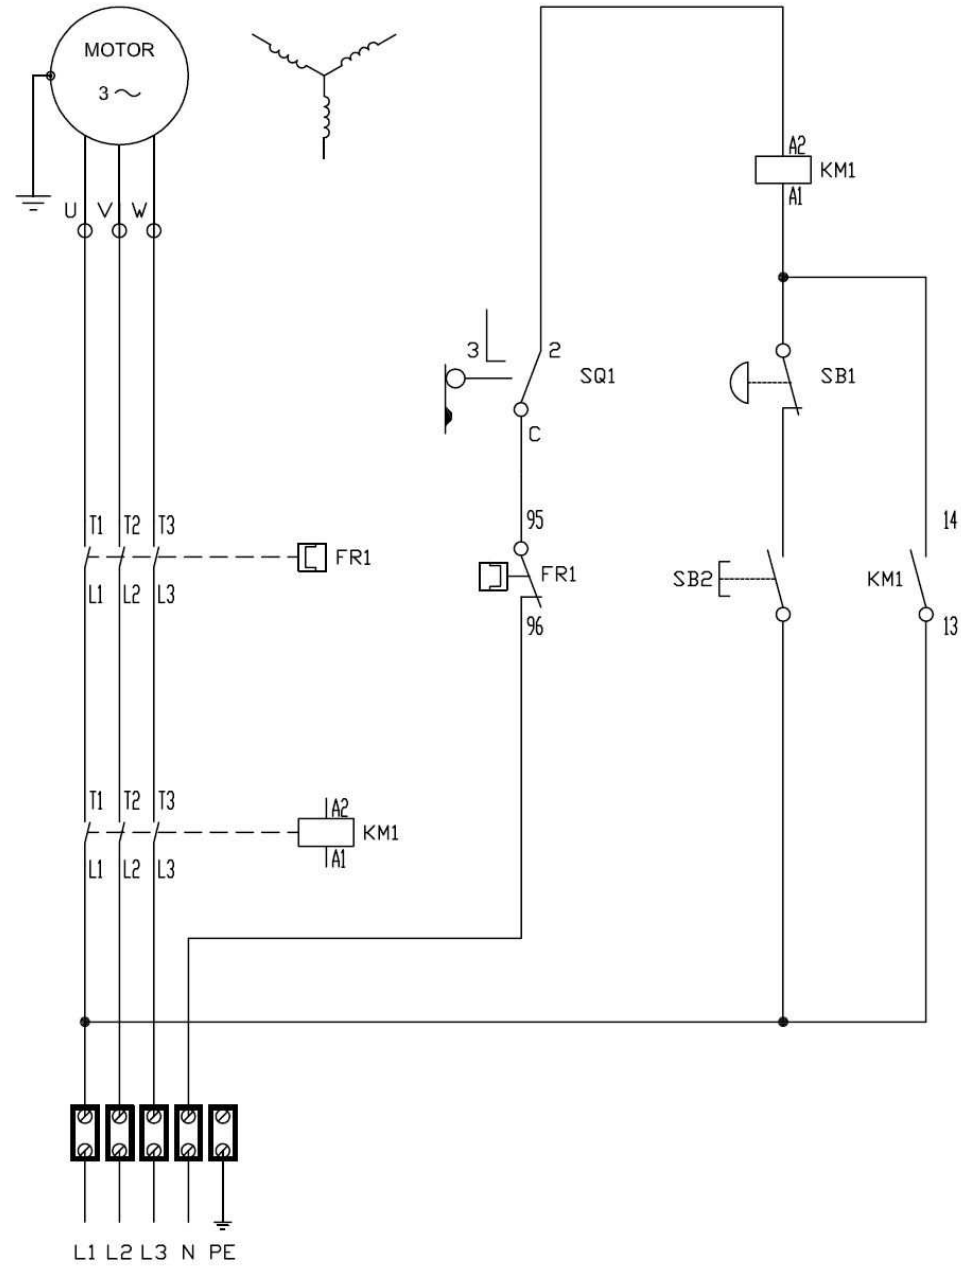 MOTOR
3
A2
KM1
A1
U V W
3 2
SQ1
SB1
C
T1 T2 T3
95
14
FR1
FR1
SB2
KM1
L1 L2 L3
96
13
T1 T2 T3
A2
KM1
A1
L1 L2 L3
L1 L2 L3 N PE